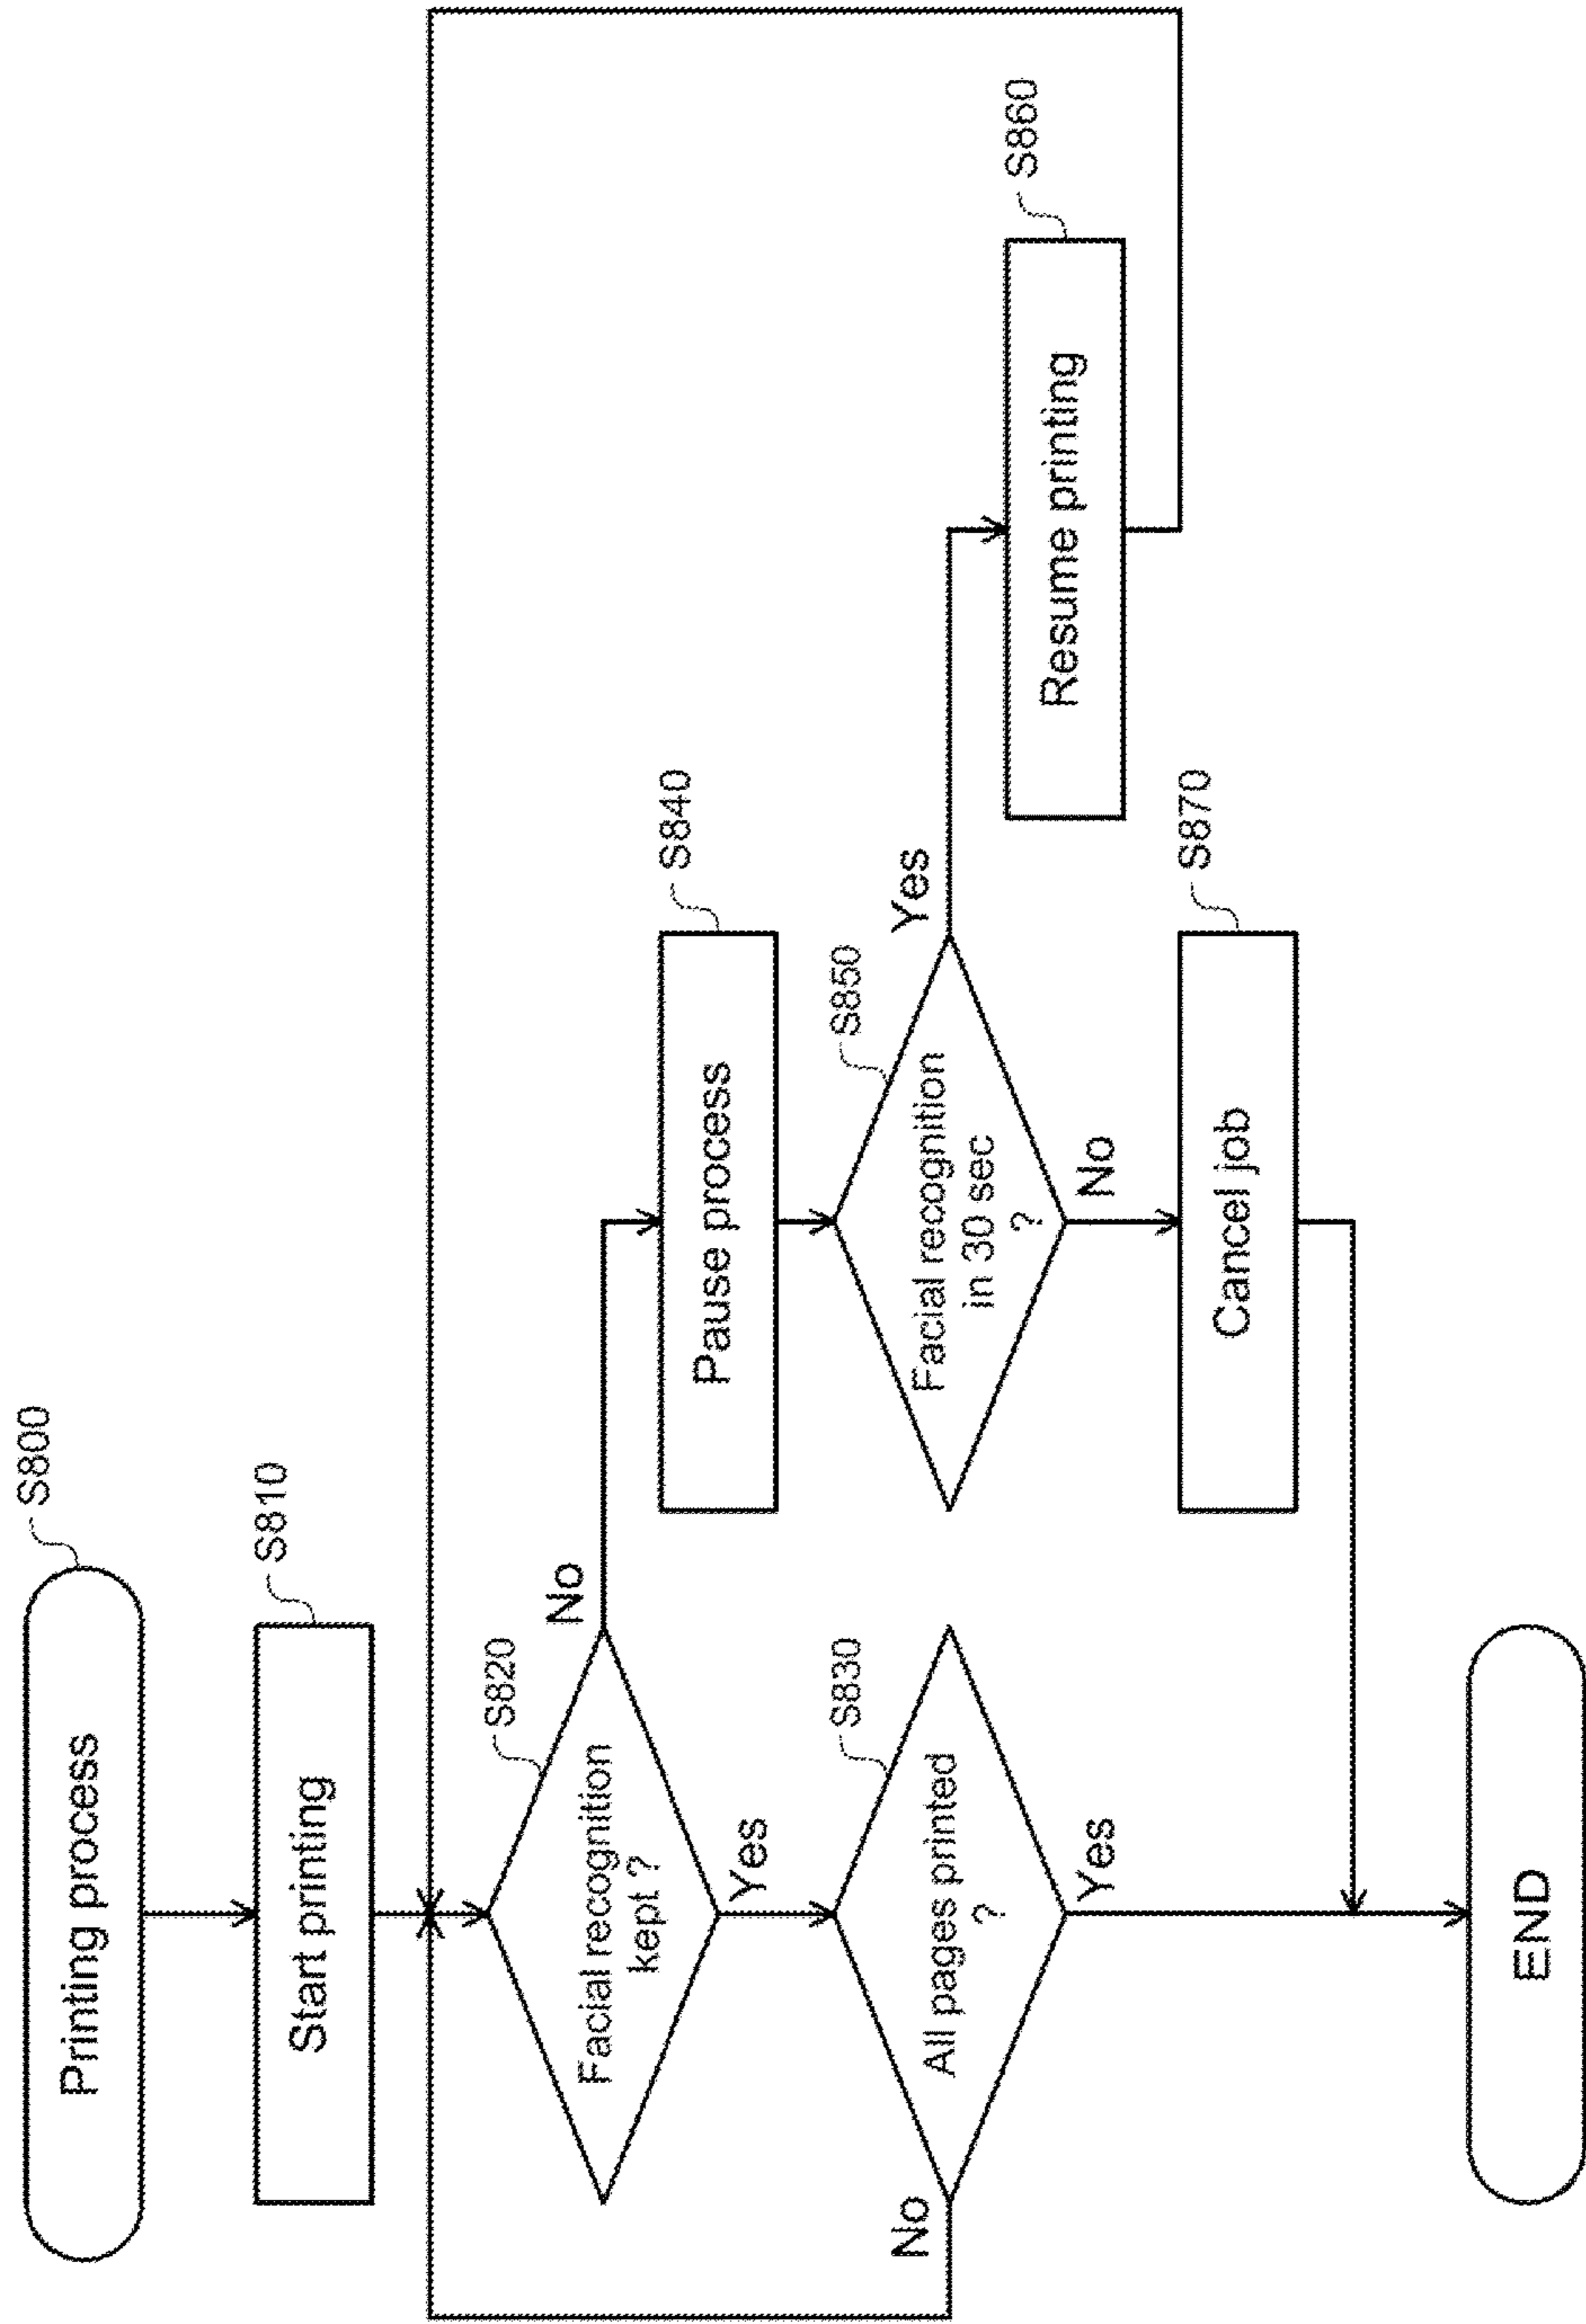 Printing process
S800
Start printing
S810
Facial recognition
kept ?
S820
No
Yes
All pages printed
?
S830
No
Yes
Pause process
S840
Facial recognition
in 30 sec
?
S850
Yes
No
Resume printing
S860
Cancel job
S870
END